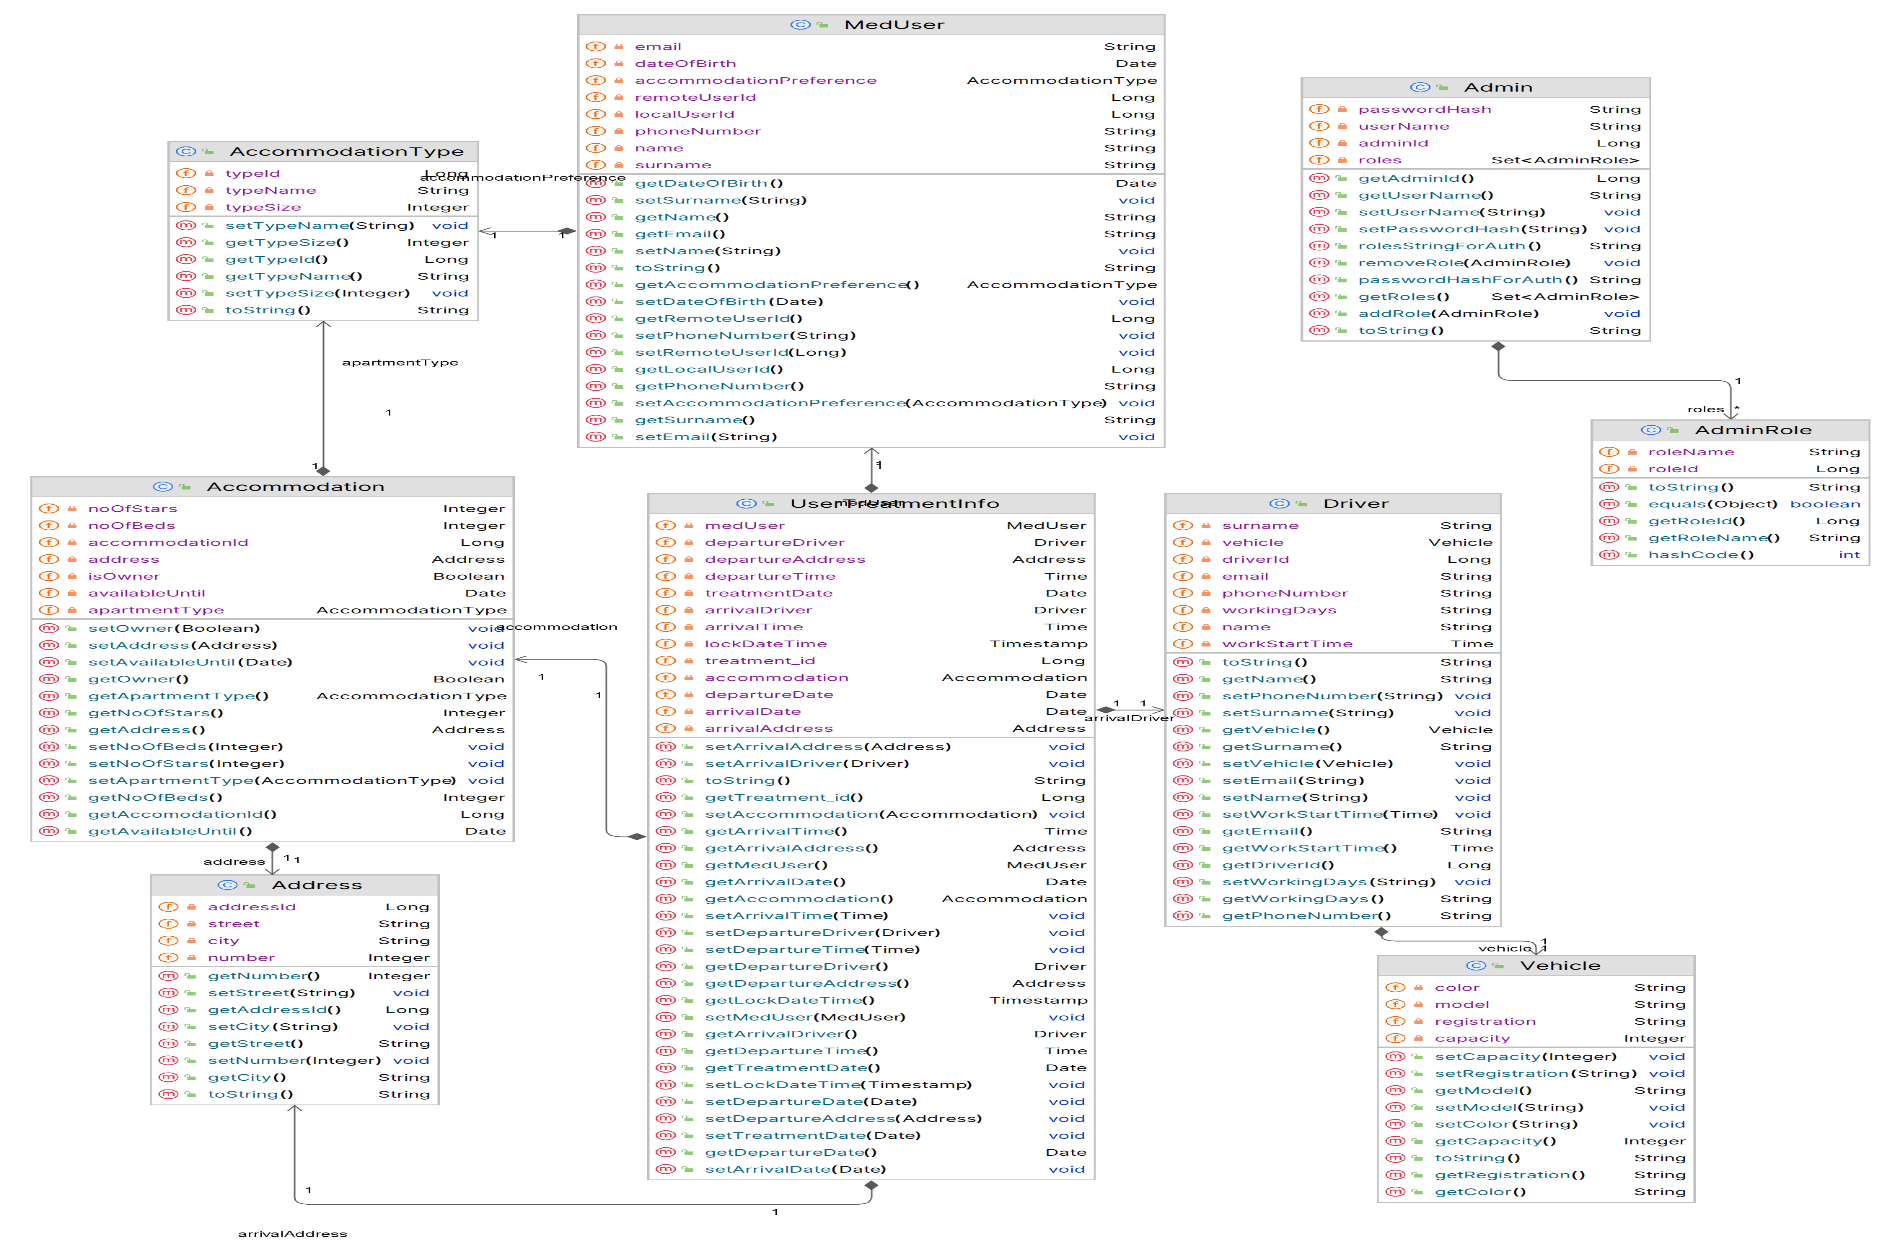 MedUser
email String
dateOfBirth Date
accommodationPreference AccommodationType
remoteUserId Long
localUserId Long
phoneNumber String
name String
surname String
getDateOfBirth() Date
setSurname(String) void
getName() String
getEmail() String
setName(String) void
toString() String
getAccommodationPreference() AccommodationType
setDateOfBirth(Date) void
getRemoteUserId() Long
setPhoneNumber(String) void
setRemoteUserId(Long) void
getLocalUserId() Long
getPhoneNumber() String
setAccommodationPreference(AccommodationType) void
getSurname() String
setEmail(String) void
Admin
passwordHash String
userName String
adminId Long
roles Set<AdminRole>
getAdminId() Long
getUserName() String
setUserName(String) void
setPasswordHash(String) void
rolesStringForAuth() String
removeRole(AdminRole) void
passwordHashForAuth() String
getRoles() Set<AdminRole>
addRole(AdminRole) void
toString() String
AccommodationType
typeId Long
typeName String
typeSize Integer
setTypeName(String) void
getTypeSize() Integer
getTypeId() Long
getTypeName() String
setTypeSize(Integer) void
toString() String
accommodationPreference
1 1
apartmentType
1
1
1
1
roles *
AdminRole
roleName String
roleId Long
toString() String
equals(Object) boolean
getRoleId() Long
getRoleName() String
hashCode() int
Accommodation
noOfStars Integer
noOfBeds Integer
accommodationId Long
address Address
isOwner Boolean
availableUntil Date
apartmentType AccommodationType
setOwner(Boolean) void
setAddress(Address) void
setAvailableUntil(Date) void
getOwner() Boolean
getApartmentType() AccommodationType
getNoOfStars() Integer
getAddress() Address
setNoOfBeds(Integer) void
setNoOfStars(Integer) void
setApartmentType(AccommodationType) void
getNoOfBeds() Integer
getAccomodationId() Long
getAvailableUntil() Date
accommodation
1
1
UserTreatmentInfo
medUser
medUser MedUser
departureDriver Driver
departureAddress Address
departureTime Time
treatmentDate Date
arrivalDriver Driver
arrivalTime Time
lockDateTime Timestamp
treatment_id Long
accommodation Accommodation
departureDate Date
arrivalDate Date
arrivalAddress Address
setArrivalAddress(Address) void
setArrivalDriver(Driver) void
toString() String
getTreatment_id() Long
setAccommodation(Accommodation) void
getArrivalTime() Time
getArrivalAddress() Address
getMedUser() MedUser
getArrivalDate() Date
getAccommodation() Accommodation
setArrivalTime(Time) void
setDepartureDriver(Driver) void
setDepartureTime(Time) void
getDepartureDriver() Driver
getDepartureAddress() Address
getLockDateTime() Timestamp
setMedUser(MedUser) void
getArrivalDriver() Driver
getDepartureTime() Time
getTreatmentDate() Date
setLockDateTime(Timestamp) void
setDepartureDate(Date) void
setDepartureAddress(Address) void
setTreatmentDate(Date) void
getDepartureDate() Date
setArrivalDate(Date) void
1 1
arrivalDriver
Driver
surname String
vehicle Vehicle
driverId Long
email String
phoneNumber String
workingDays String
name String
workStartTime Time
toString() String
getName() String
setPhoneNumber(String) void
setSurname(String) void
getVehicle() Vehicle
getSurname() String
setVehicle(Vehicle) void
setEmail(String) void
setName(String) void
setWorkStartTime(Time) void
getEmail() String
getWorkStartTime() Time
getDriverId() Long
setWorkingDays(String) void
getWorkingDays() String
getPhoneNumber() String
1
vehicle 1
Vehicle
color String
model String
registration String
capacity Integer
setCapacity(Integer) void
setRegistration(String) void
getModel() String
setModel(String) void
setColor(String) void
getCapacity() Integer
toString() String
getRegistration() String
getColor() String
address 1 1
Address
addressId Long
street String
city String
number Integer
getNumber() Integer
setStreet(String) void
getAddressId() Long
setCity(String) void
getStreet() String
setNumber(Integer) void
getCity() String
toString() String
1
1
arrivalAddress